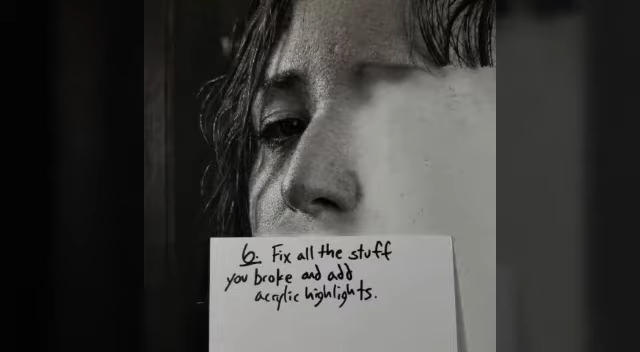 6. Fix all the stuff
you broke and add
acrylic highlights.